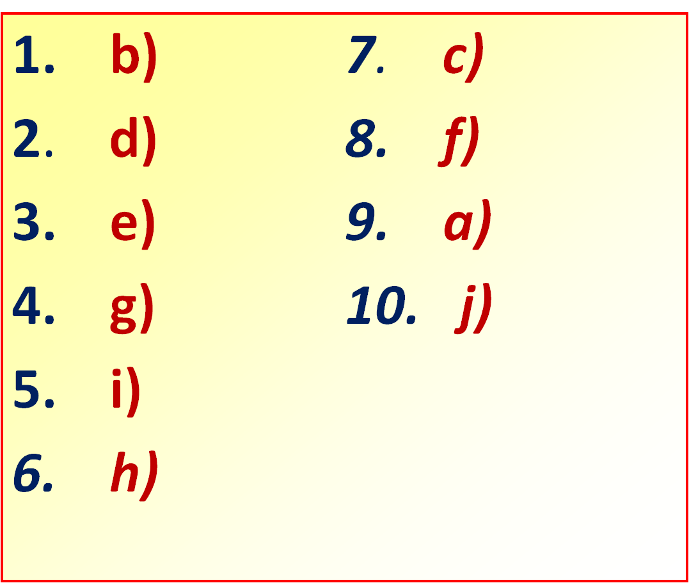 1. b)
2. d)
3. e)
4. g)
5. i)
6. h)
7. c)
8. f)
9. a)
10. j)